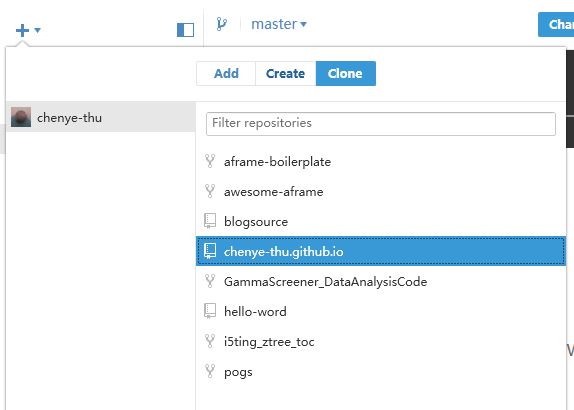 master
Cha
Add
Create
Clone
chenye-thu
Filter repositories
aframe-boilerplate
awesome-aframe
blogsource
chenye-thu.github.io
GammaScreener_DataAnalysisCode
hello-word
i5ting_ztree_toc
pogs